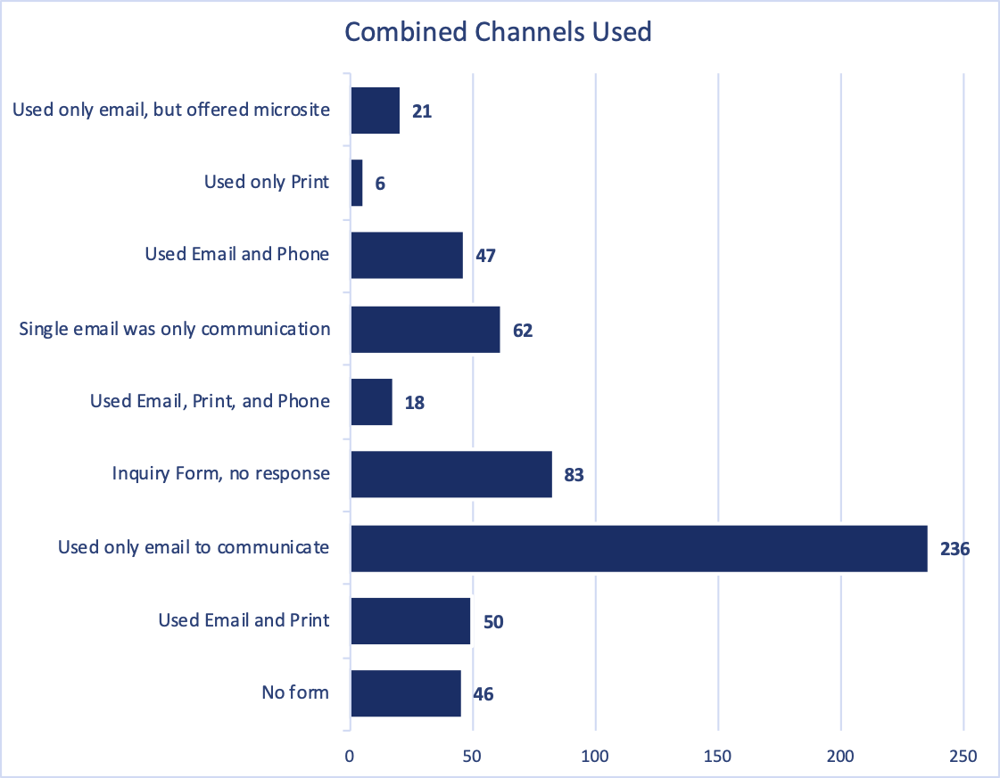 Combined Channels Used
Used only email, but offered microsite 21
Used only Print 6
Used Email and Phone 47
Single email was only communication 62
Used Email, Print, and Phone 18
Inquiry Form, no response 83
Used only email to communicate 236
Used Email and Print 50
No form 46
0 50 100 150 200 250